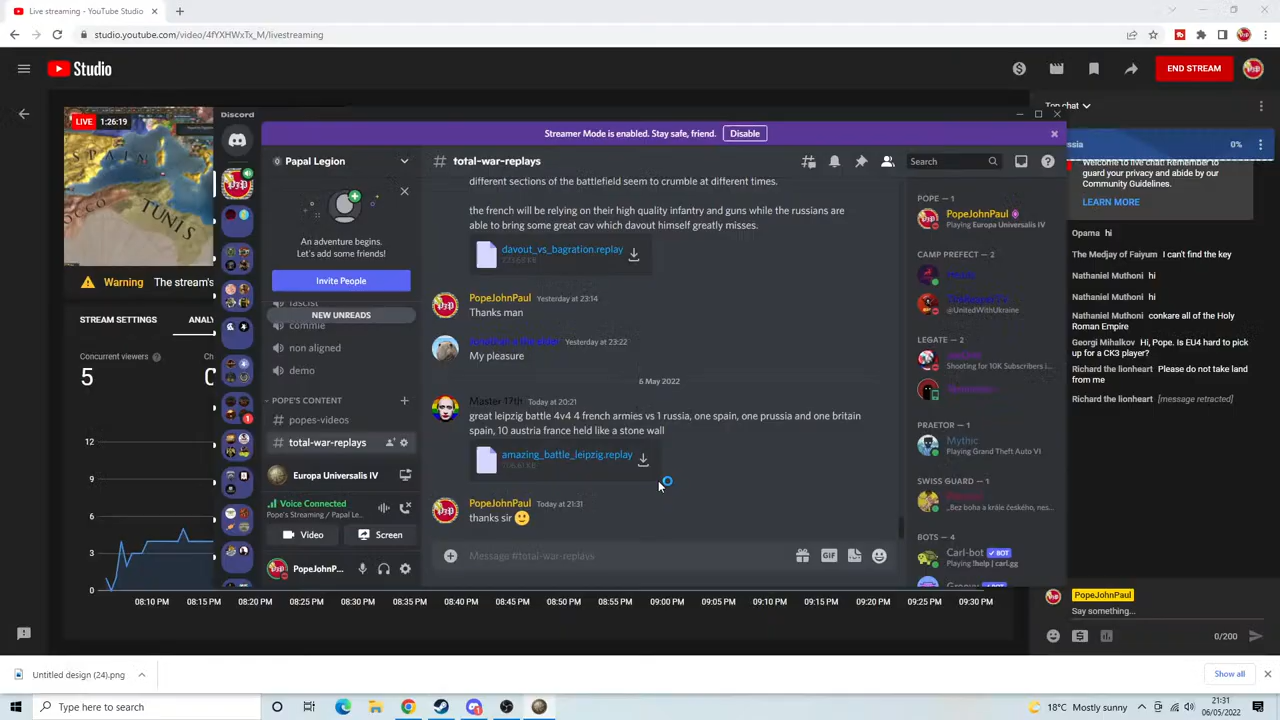 Live streaming - YouTube Studio
studio.youtube.com/video/4fYXHWxTx_M/livestreaming
Studio
END STREAM
LIVE 1:26:19
SPAIN
TUNIS
Warning The stream's
STREAM SETTINGS
Concurrent viewers
5
12
9
6
3
0
08:10 PM 08:15 PM 08:20 PM 08:25 PM 08:30 PM 08:35 PM 08:40 PM 08:45 PM 08:50 PM 08:55 PM 09:00 PM 09:05 PM 09:10 PM 09:15 PM 09:20 PM 09:25 PM 09:30 PM
Discord
Streamer Mode is enabled. Stay safe, friend. Disable
Papal Legion
An adventure begins.
Let's add some friends!
Invite People
NEW UNREADS
commie
non aligned
demo
POPE'S CONTENT
popes-videos
total-war-replays
Europa Universalis IV
Voice Connected
Pope's Streaming / Papal Le...
Video Screen
PopeJohnP...
total-war-replays
Search
different sections of the battlefield seem to crumble at different times.
the french will be relying on their high quality infantry and guns while the russians are
able to bring some great cav which davout himself greatly misses.
davout_vs_bagration.replay
PopeJohnPaul Yesterday at 23:14
Thanks man
Yesterday at 23:22
My pleasure
6 May 2022
Master 17th Today at 20:21
great leipzig battle 4v4 4 french armies vs 1 russia, one spain, one prussia and one britain
spain, 10 austria france held like a stone wall
amazing_battle_leipzig.replay
PopeJohnPaul Today at 21:31
thanks sir
Message #total-war-replays
GIF
POPE — 1
PopeJohnPaul
Playing Europa Universalis IV
CAMP PREFECT — 2
@UnitedWithUkraine
LEGATE — 2
Shooting for 10K Subscribers i...
PRAETOR — 1
Mythic
Playing Grand Theft Auto VI
SWISS GUARD — 1
„Bez boha a krále českého, nes...
BOTS — 4
Carl-bot BOT
Playing !help | carl.gg
Top chat
0%
Welcome to live chat! Remember to
guard your privacy and abide by our
Community Guidelines.
LEARN MORE
Opama hi
The Medjay of Faiyum I can't find the key
Nathaniel Muthoni hi
Nathaniel Muthoni hi
Nathaniel Muthoni conkare all of the Holy
Roman Empire
Georgi Mihalkov Hi, Pope. Is EU4 hard to pick
up for a CK3 player?
Richard the lionheart Please do not take land
from me
Richard the lionheart [message retracted]
PopeJohnPaul
Say something...
0/200
Untitled design (24).png
Show all
Type here to search
18°C Mostly sunny
21:31
06/05/2022